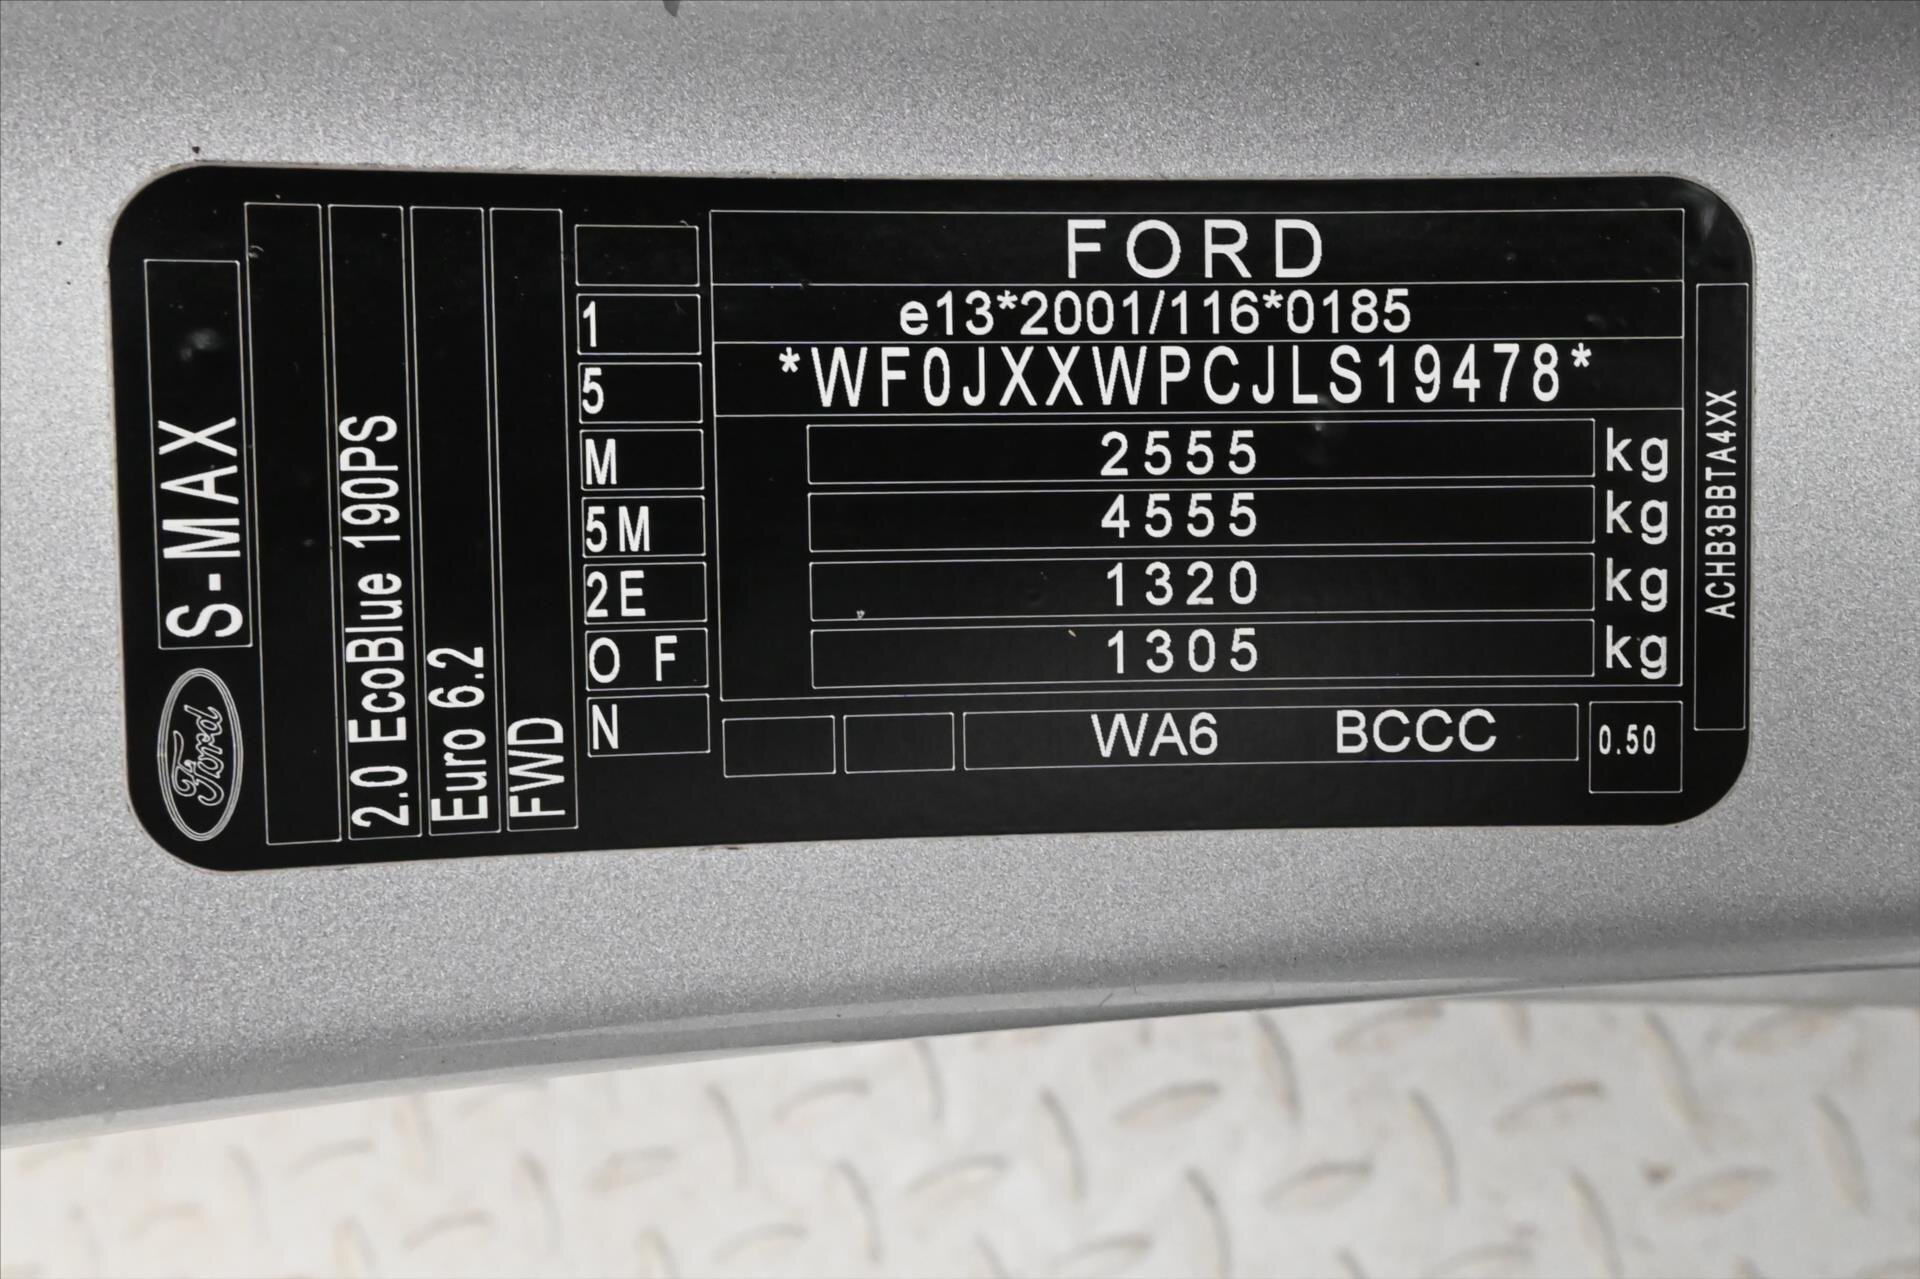 FORD
e13*2001/116*0185
*WF0JXXWPCJLS19478*
2555 kg
4555 kg
1320 kg
1305 kg
WA6 BCCC 0.50
1
5
M
5M
2E
O F
N
Ford S-MAX
2.0 EcoBlue 190PS
Euro 6.2
FWD
ACHB3BBTA4XX